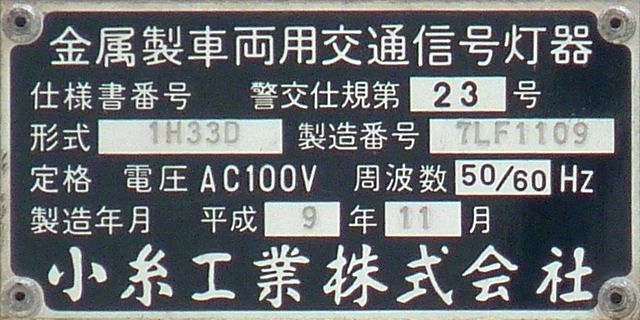 金属製車両用交通信号灯器
仕様書番号 警交仕規第 23 号
形式 1H33D 製造番号 7LF1109
定格 電圧 AC100V 周波数 50/60 Hz
製造年月 平成 9 年 11 月
小糸工業株式会社